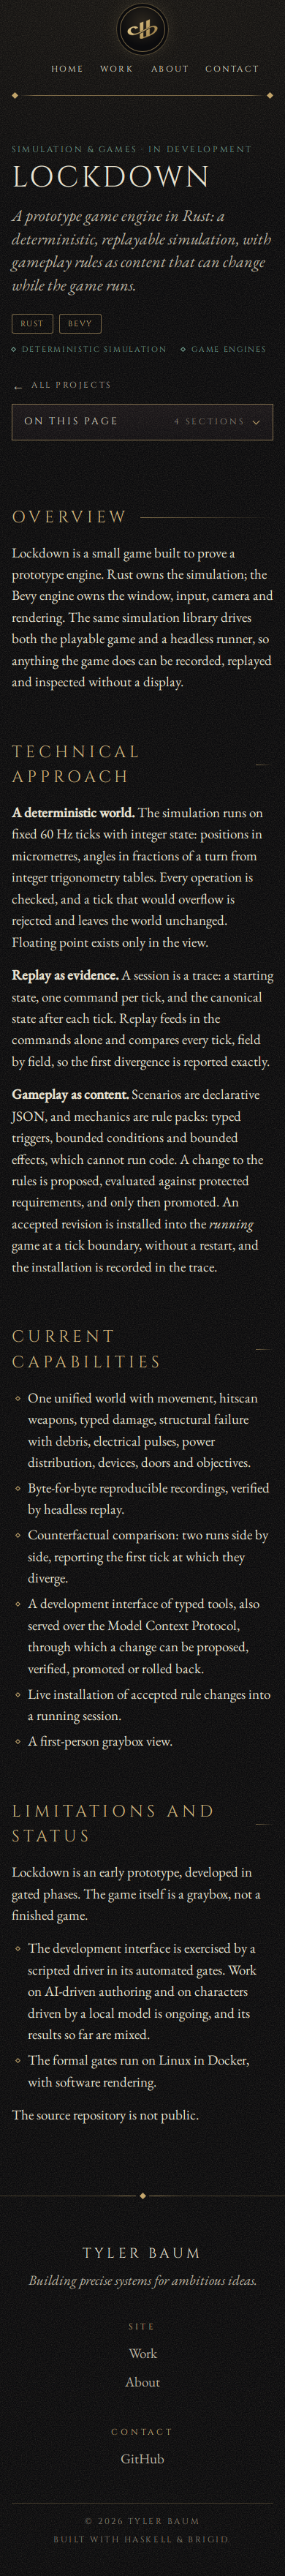 HOME WORK ABOUT CONTACT
SIMULATION & GAMES · IN DEVELOPMENT
LOCKDOWN
A prototype game engine in Rust: a
deterministic, replayable simulation, with
gameplay rules as content that can change
while the game runs.
RUST BEVY
DETERMINISTIC SIMULATION GAME ENGINES
← ALL PROJECTS
ON THIS PAGE 4 SECTIONS
OVERVIEW
Lockdown is a small game built to prove a
prototype engine. Rust owns the simulation; the
Bevy engine owns the window, input, camera and
rendering. The same simulation library drives
both the playable game and a headless runner, so
anything the game does can be recorded, replayed
and inspected without a display.
TECHNICAL
APPROACH
A deterministic world. The simulation runs on
fixed 60 Hz ticks with integer state: positions in
micrometres, angles in fractions of a turn from
integer trigonometry tables. Every operation is
checked, and a tick that would overflow is
rejected and leaves the world unchanged.
Floating point exists only in the view.
Replay as evidence. A session is a trace: a starting
state, one command per tick, and the canonical
state after each tick. Replay feeds in the
commands alone and compares every tick, field
by field, so the first divergence is reported exactly.
Gameplay as content. Scenarios are declarative
JSON, and mechanics are rule packs: typed
triggers, bounded conditions and bounded
effects, which cannot run code. A change to the
rules is proposed, evaluated against protected
requirements, and only then promoted. An
accepted revision is installed into the running
game at a tick boundary, without a restart, and
the installation is recorded in the trace.
CURRENT
CAPABILITIES
One unified world with movement, hitscan
weapons, typed damage, structural failure
with debris, electrical pulses, power
distribution, devices, doors and objectives.
Byte-for-byte reproducible recordings, verified
by headless replay.
Counterfactual comparison: two runs side by
side, reporting the first tick at which they
diverge.
A development interface of typed tools, also
served over the Model Context Protocol,
through which a change can be proposed,
verified, promoted or rolled back.
Live installation of accepted rule changes into
a running session.
A first-person graybox view.
LIMITATIONS AND
STATUS
Lockdown is an early prototype, developed in
gated phases. The game itself is a graybox, not a
finished game.
The development interface is exercised by a
scripted driver in its automated gates. Work
on AI-driven authoring and on characters
driven by a local model is ongoing, and its
results so far are mixed.
The formal gates run on Linux in Docker,
with software rendering.
The source repository is not public.
TYLER BAUM
Building precise systems for ambitious ideas.
SITE
Work
About
CONTACT
GitHub
© 2026 TYLER BAUM
BUILT WITH HASKELL & BRIGID.